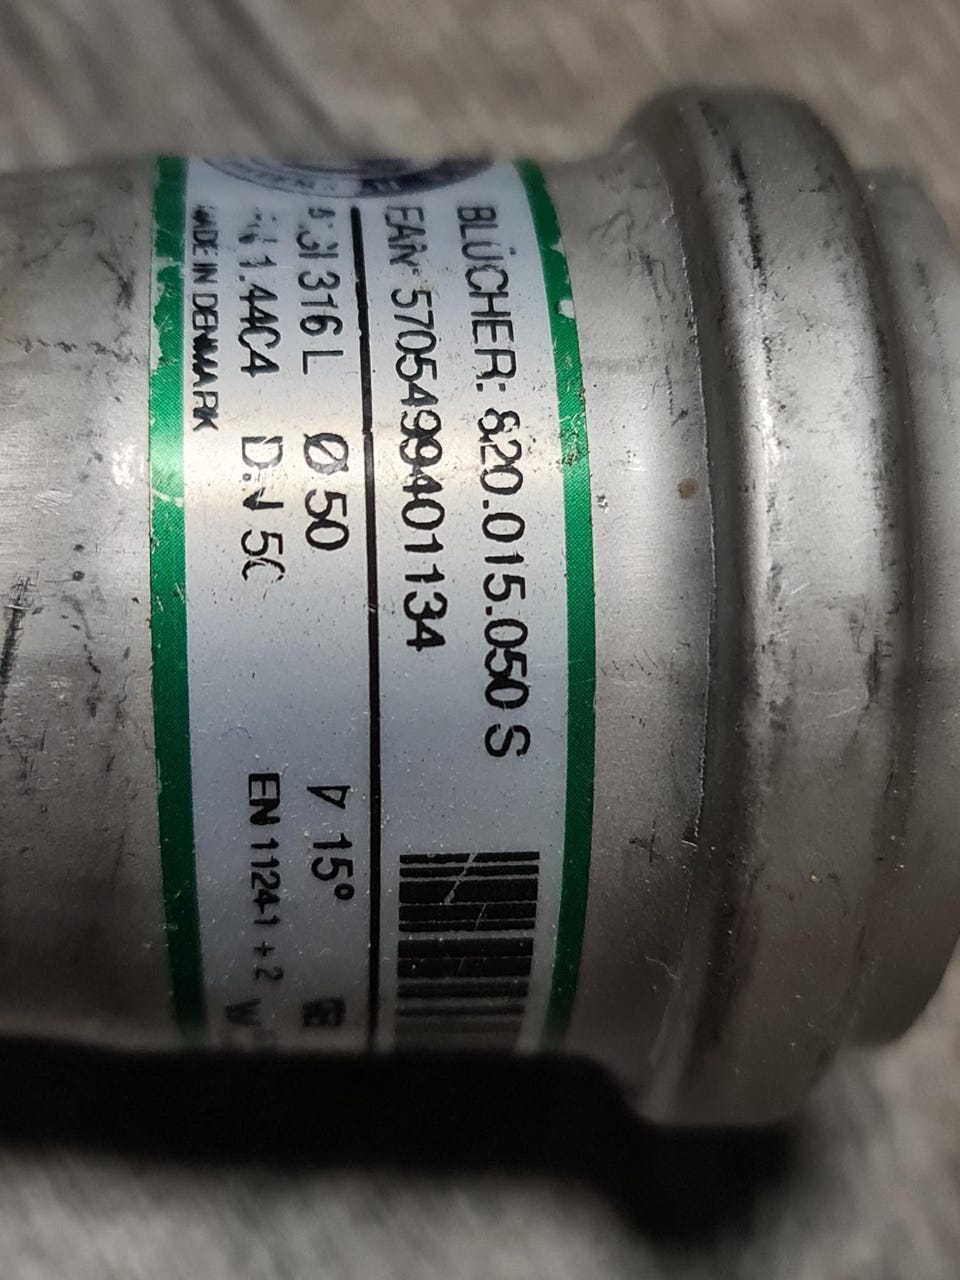 BLÜCHER: 820.015.050 S
EAN 5705499401134
316 L Ø 50 15°
1.4404 DN 50 EN 1124-1 + 2
MADE IN DENMARK